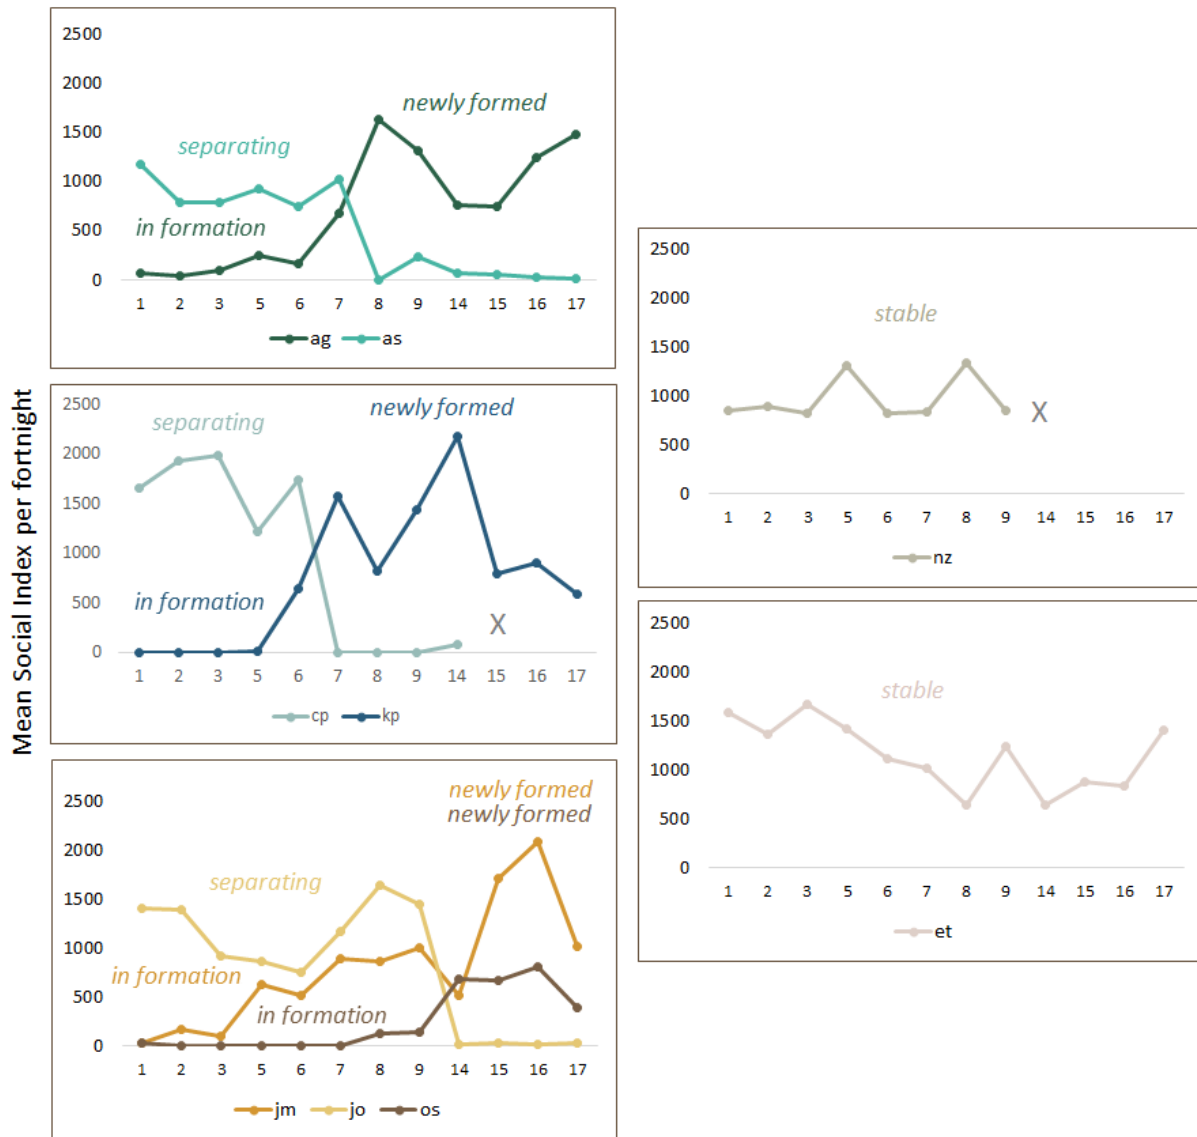 Mean Social Index per fortnight
2500
2000
1500
1000
500
0
newly formed
separating
in formation
1 2 3 5 6 7 8 9 14 15 16 17
ag as
2500
2000
1500
1000
500
0
newly formed
separating
in formation
X
1 2 3 5 6 7 8 9 14 15 16 17
cp kp
2500
2000
1500
1000
500
0
newly formed
newly formed
separating
in formation
in formation
1 2 3 5 6 7 8 9 14 15 16 17
jm jo os
2500
2000
1500
1000
500
0
stable
X
1 2 3 5 6 7 8 9 14 15 16 17
nz
2500
2000
1500
1000
500
0
stable
1 2 3 5 6 7 8 9 14 15 16 17
et